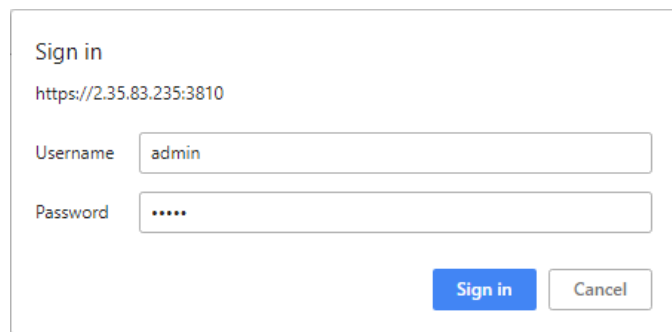 Sign in
https://2.35.83.235:3810
Username admin
Password •••••
Sign in Cancel